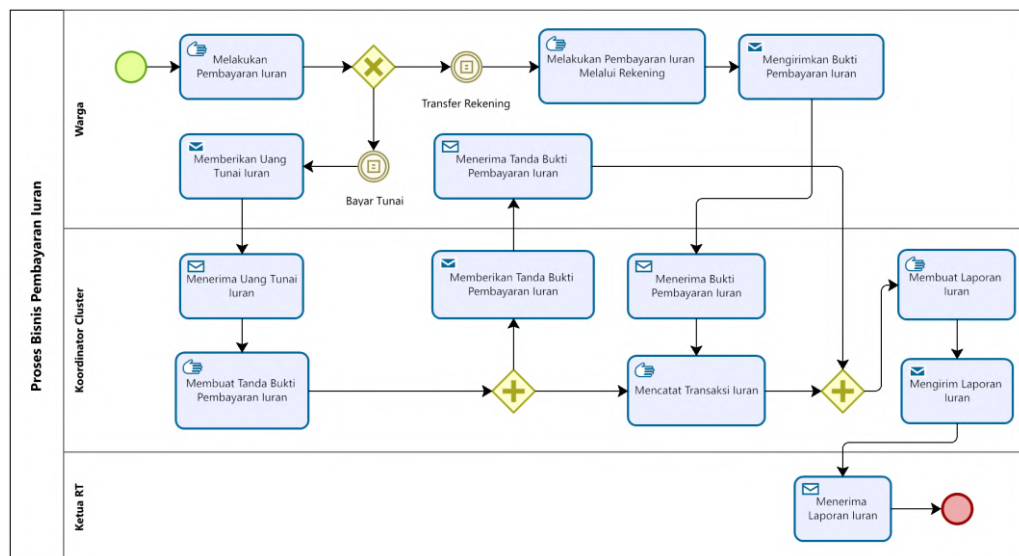 Proses Bisnis Pembayaran Iuran
Warga
Melakukan
Pembayaran Iuran
Transfer Rekening
Melakukan Pembayaran Iuran
Melalui Rekening
Mengirimkan Bukti
Pembayaran Iuran
Memberikan Uang
Tunai Iuran
Bayar Tunai
Menerima Tanda Bukti
Pembayaran Iuran
Koordinator Cluster
Menerima Uang Tunai
Iuran
Memberikan Tanda Bukti
Pembayaran Iuran
Menerima Bukti
Pembayaran Iuran
Membuat Laporan
Iuran
Membuat Tanda Bukti
Pembayaran Iuran
Mencatat Transaksi Iuran
Mengirim Laporan
Iuran
Ketua RT
Menerima
Laporan Iuran